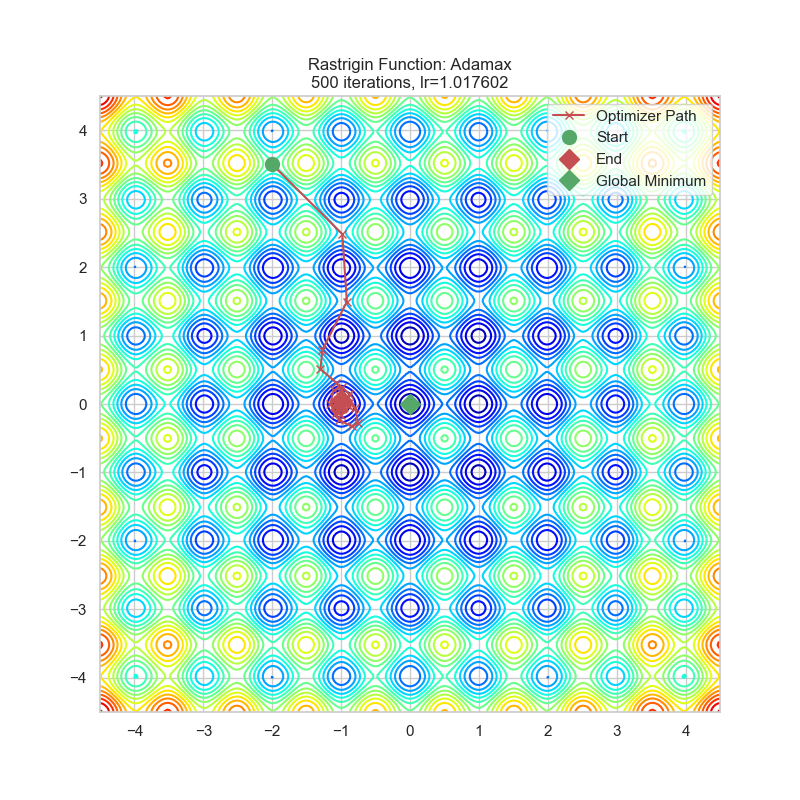 Rastrigin Function: Adamax
500 iterations, lr=1.017602
Optimizer Path
Start
End
Global Minimum
4
3
2
1
0
−1
−2
−3
−4
−4 −3 −2 −1 0 1 2 3 4